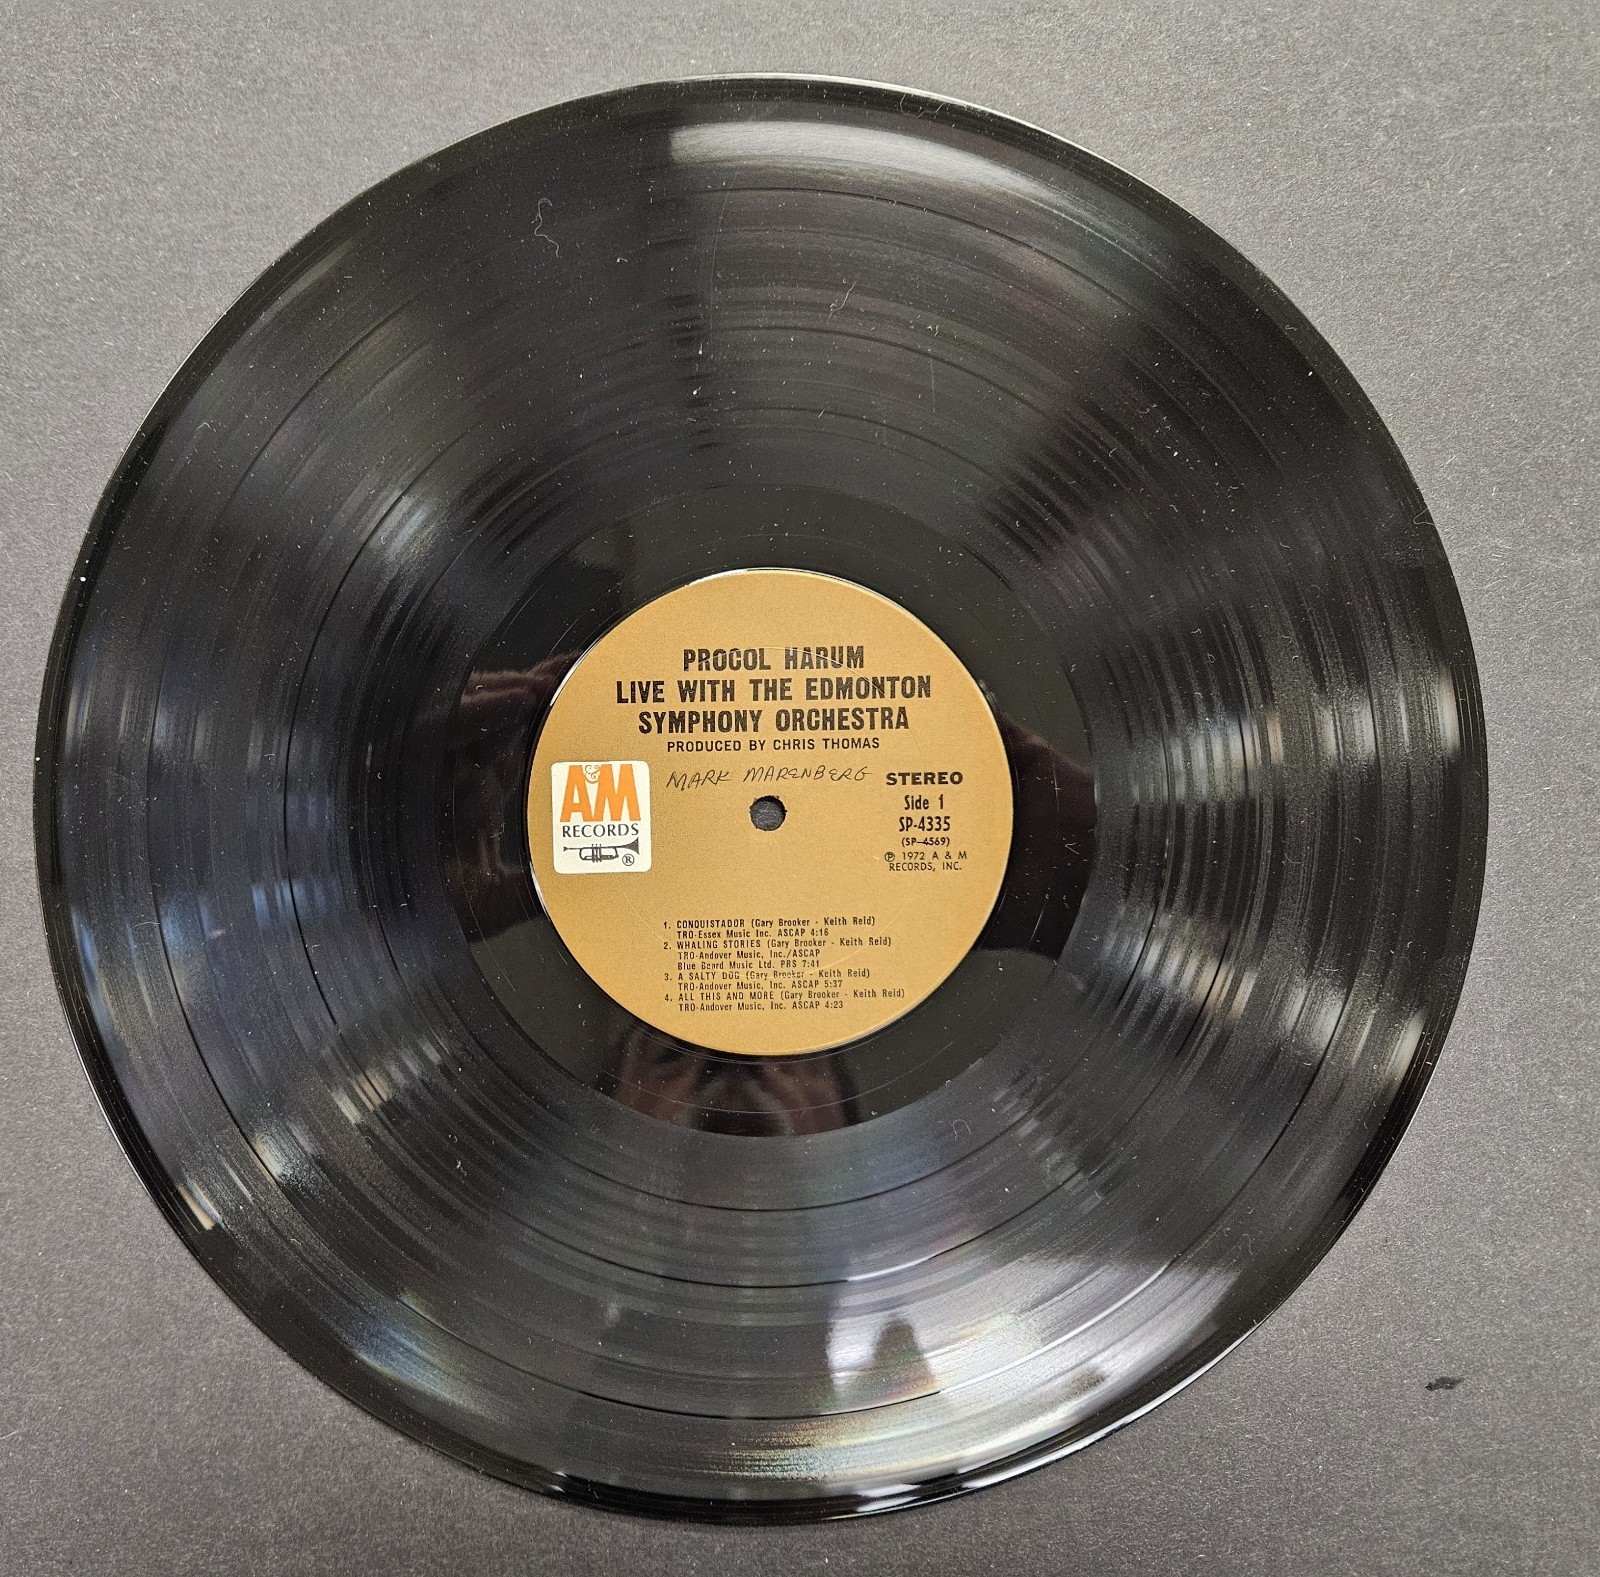 PROCOL HARUM
LIVE WITH THE EDMONTON
SYMPHONY ORCHESTRA
PRODUCED BY CHRIS THOMAS
MARK MARENBERG
A&M
RECORDS
®
STEREO
Side 1
SP-4335
(SP-4569)
℗ 1972 A & M
RECORDS, INC.
1. CONQUISTADOR (Gary Brooker - Keith Reid)
TRO-Essex Music Inc. ASCAP 4:16
2. WHALING STORIES (Gary Brooker - Keith Reid)
TRO-Andover Music, Inc./ASCAP
Blue Beard Music Ltd. PRS 7:41
3. A SALTY DOG (Gary Brooker - Keith Reid)
TRO-Andover Music, Inc. ASCAP 5:37
4. ALL THIS AND MORE (Gary Brooker - Keith Reid)
TRO-Andover Music, Inc. ASCAP 4:23